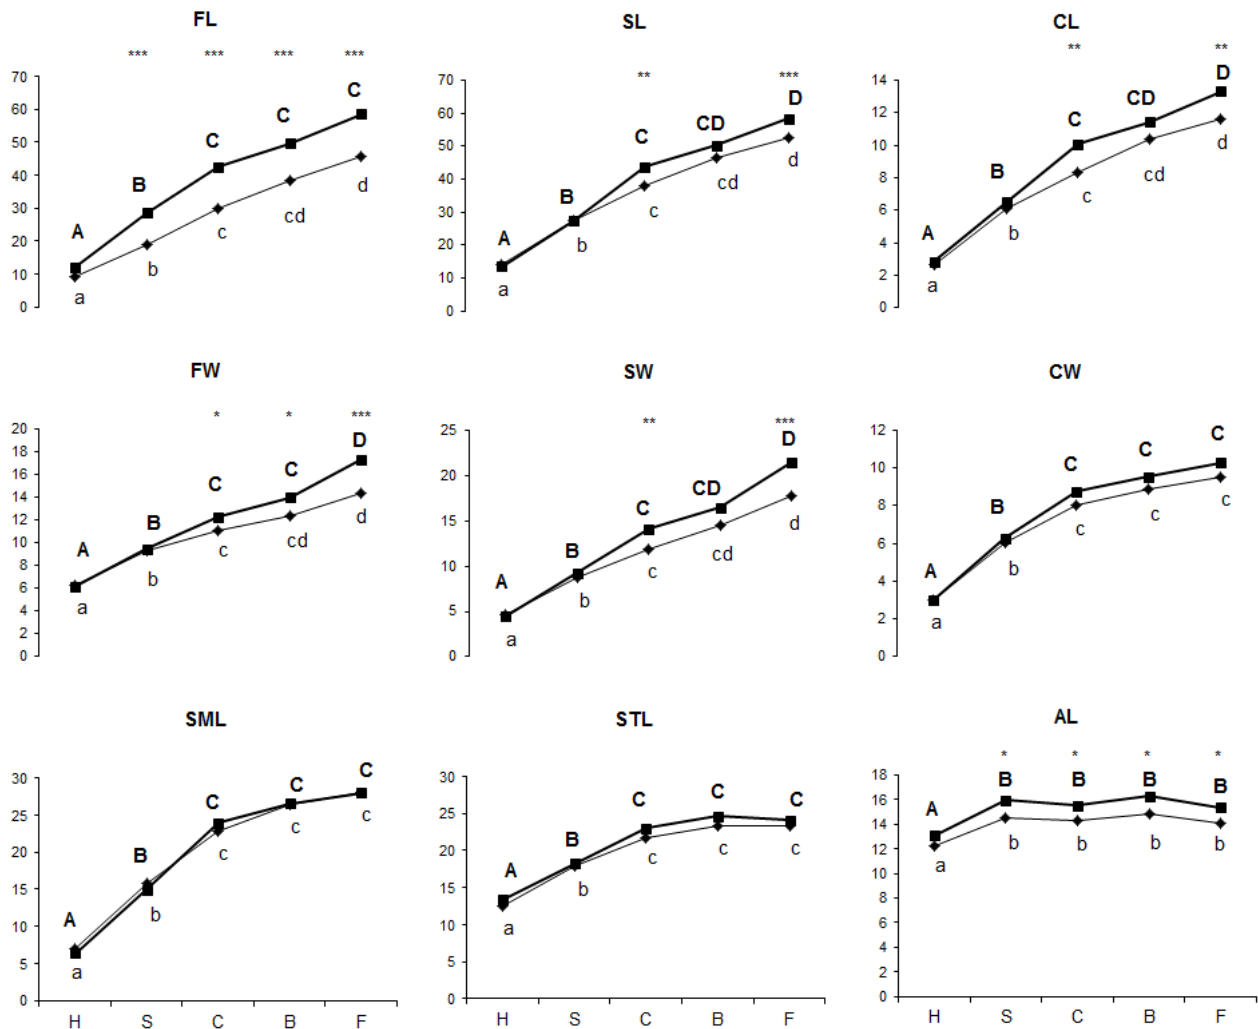 FL
*** *** *** ***
70
60
50
40
30
20
10
0
A B C C C
a b c cd d
SL
** ***
70
60
50
40
30
20
10
0
A B C CD D
a b c cd d
CL
** **
14
12
10
8
6
4
2
0
A B C CD D
a b c cd d
FW
* * ***
20
18
16
14
12
10
8
6
4
2
0
A B C C D
a b c cd d
SW
** ***
25
20
15
10
5
0
A B C CD D
a b c cd d
CW
12
10
8
6
4
2
0
A B C C C
a b c c c
SML
30
25
20
15
10
5
0
A B C C C
a b c c c
H S C B F
STL
30
25
20
15
10
5
0
A B C C C
a b c c c
H S C B F
AL
* * * *
18
16
14
12
10
8
6
4
2
0
A B B B B
a b b b b
H S C B F